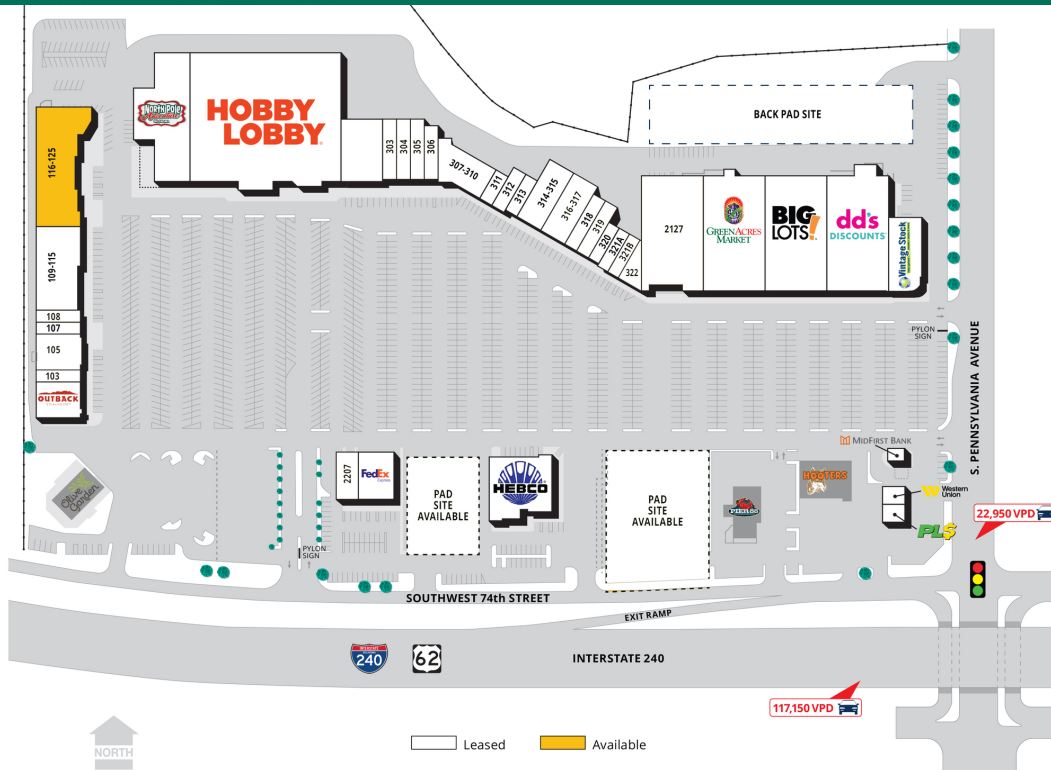 NORTH POLE
HOBBY
LOBBY
303
304
305
306
307-310
311
312
313
314-315
316-317
318
319
320
321A
321B
322
2127
GREENACRES
MARKET
BIG
LOTS!
dd's
DISCOUNTS
Vintage Stock
BACK PAD SITE
116-125
109-115
108
107
105
103
OUTBACK
Olive
Garden
PYLON
SIGN
S. PENNSYLVANIA AVENUE
MIDFIRST BANK
2207
FedEx
PAD
SITE
AVAILABLE
HEBCO
PAD
SITE
AVAILABLE
HOOTERS
Western
Union
PL$
22,950 VPD
PYLON
SIGN
SOUTHWEST 74th STREET
EXIT RAMP
INTERSTATE
240
62
INTERSTATE 240
117,150 VPD
NORTH
Leased
Available